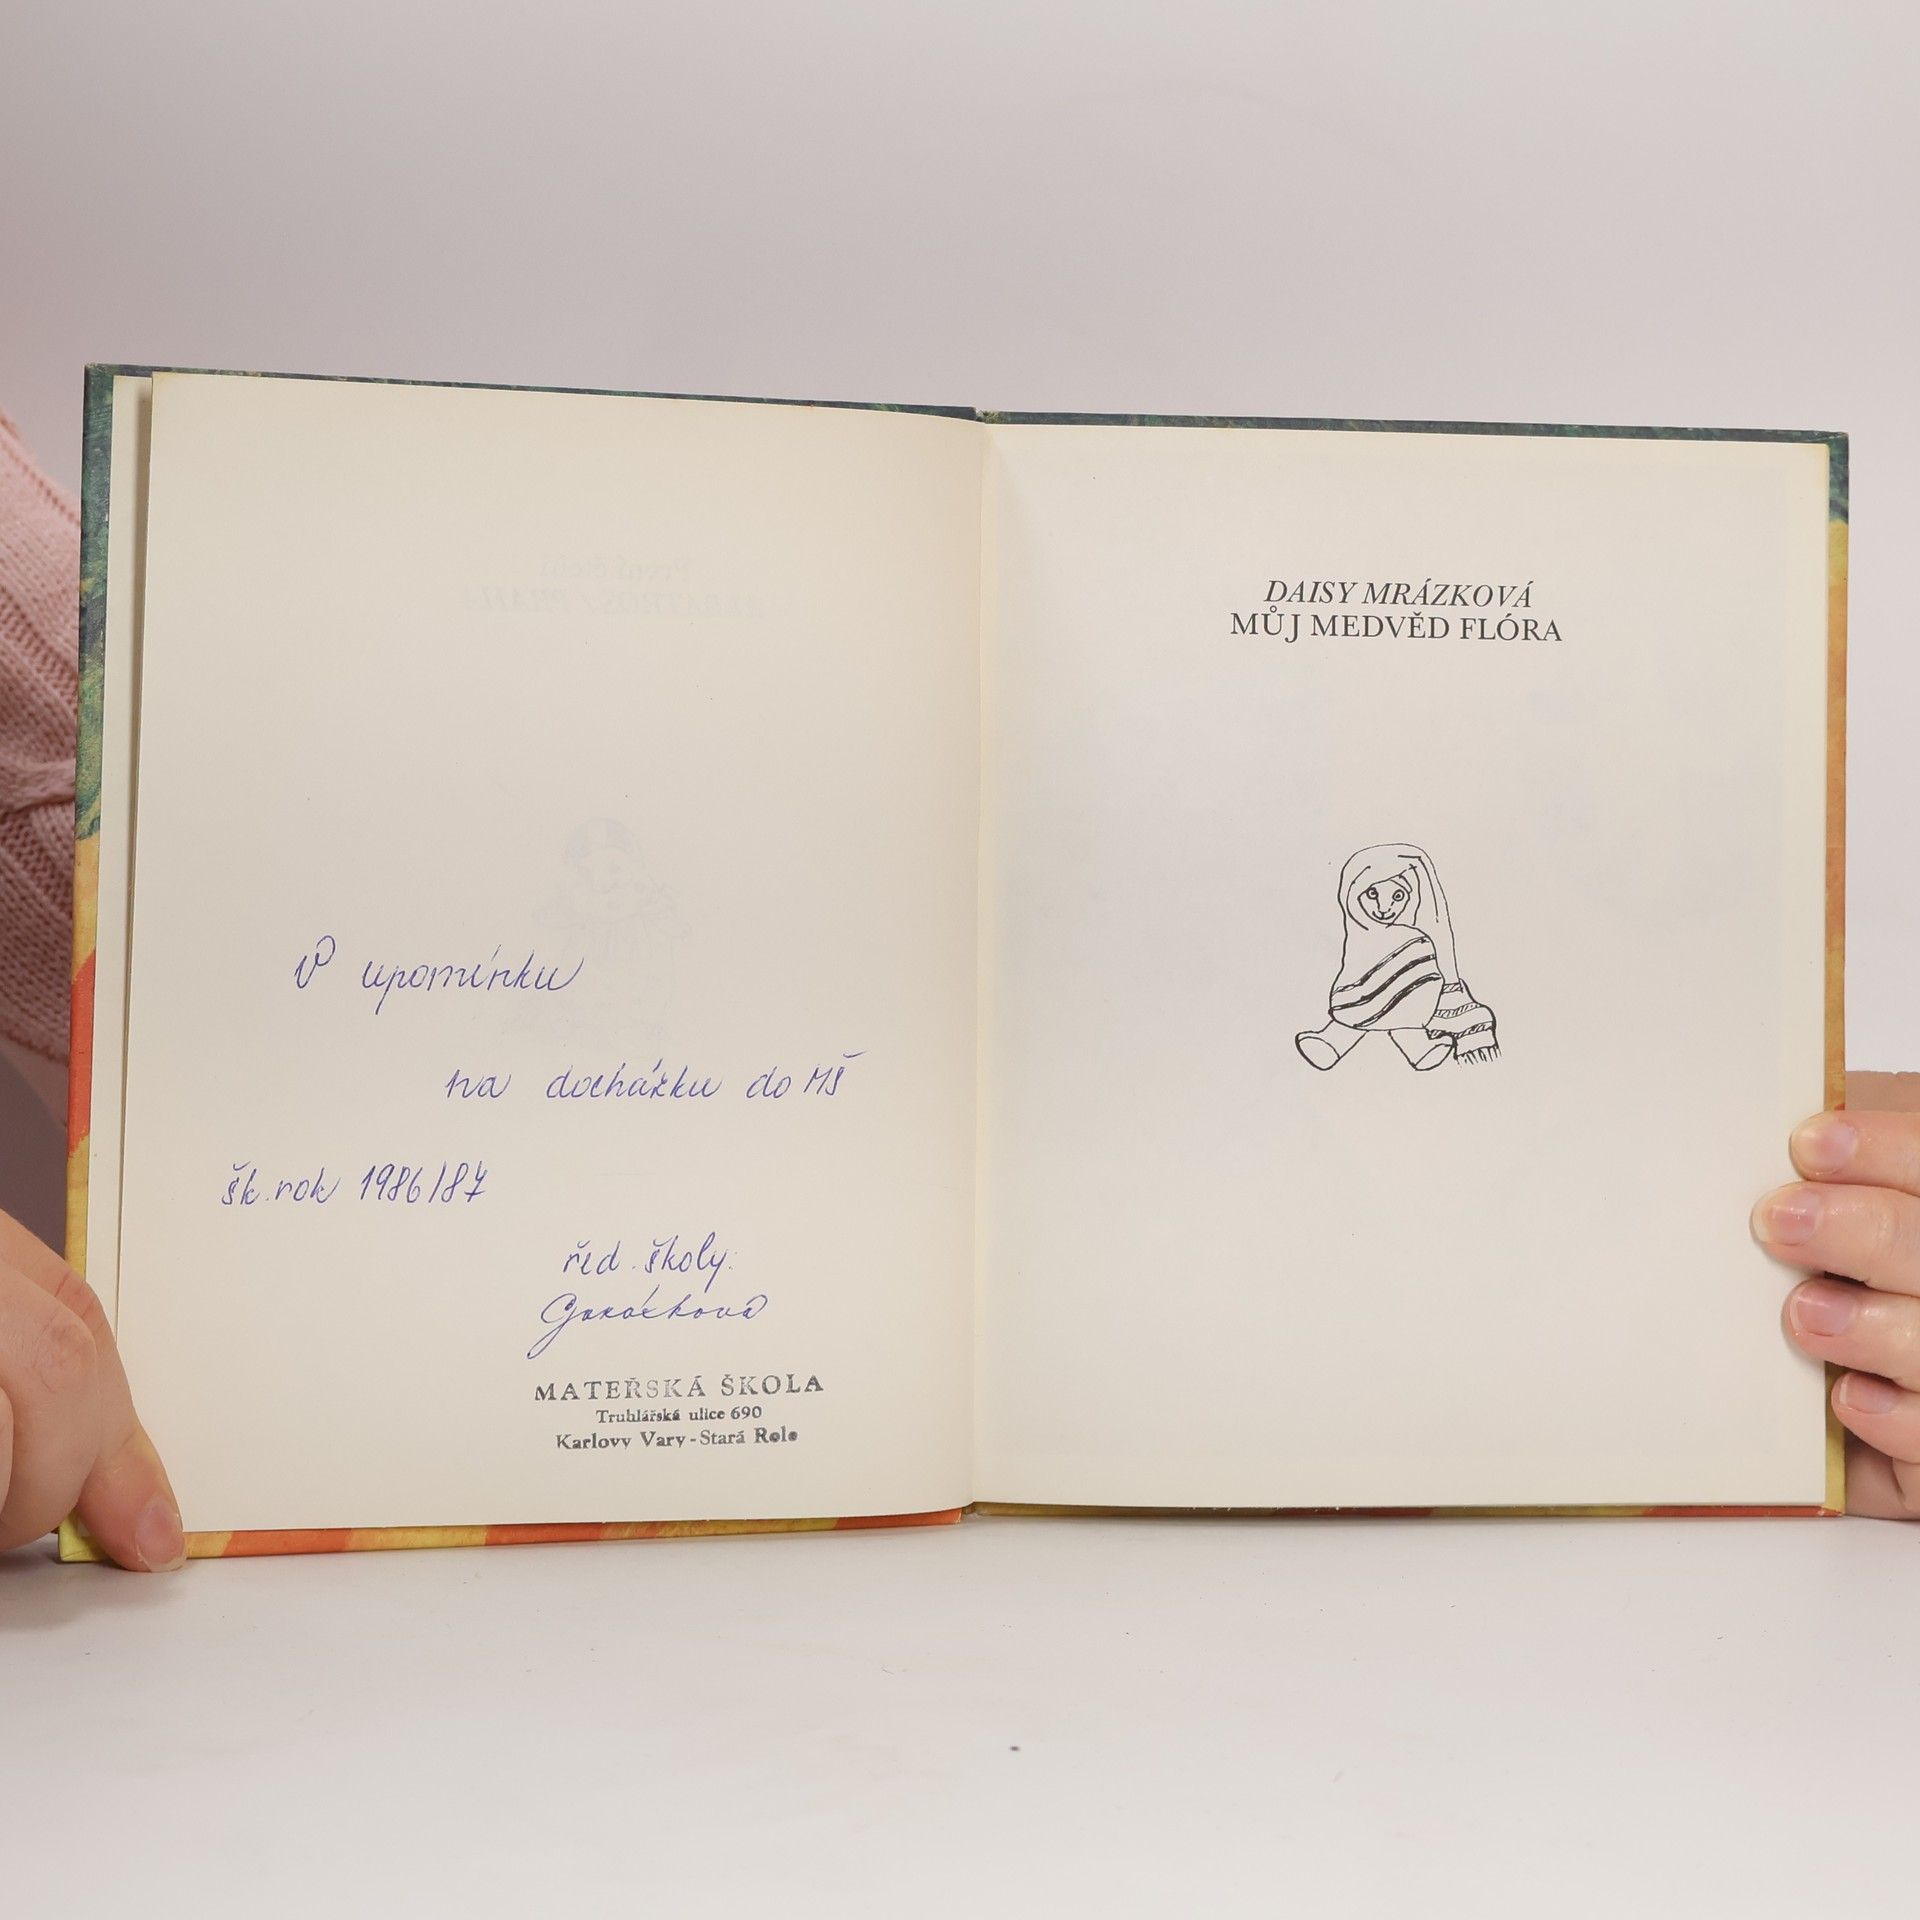 V upomínku
na docházku do MŠ
šk. rok 1986/87
řed. školy:
MATEŘSKÁ ŠKOLA
Truhlářská ulice 690
Karlovy Vary - Stará Role
DAISY MRÁZKOVÁ
MŮJ MEDVĚD FLÓRA